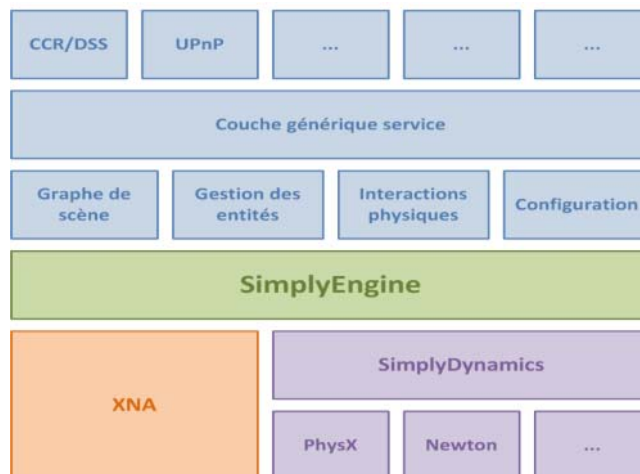 CCR/DSS
UPnP
...
...
...
Couche générique service
Graphe de
scène
Gestion des
entités
Interactions
physiques
Configuration
SimplyEngine
XNA
SimplyDynamics
PhysX
Newton
...